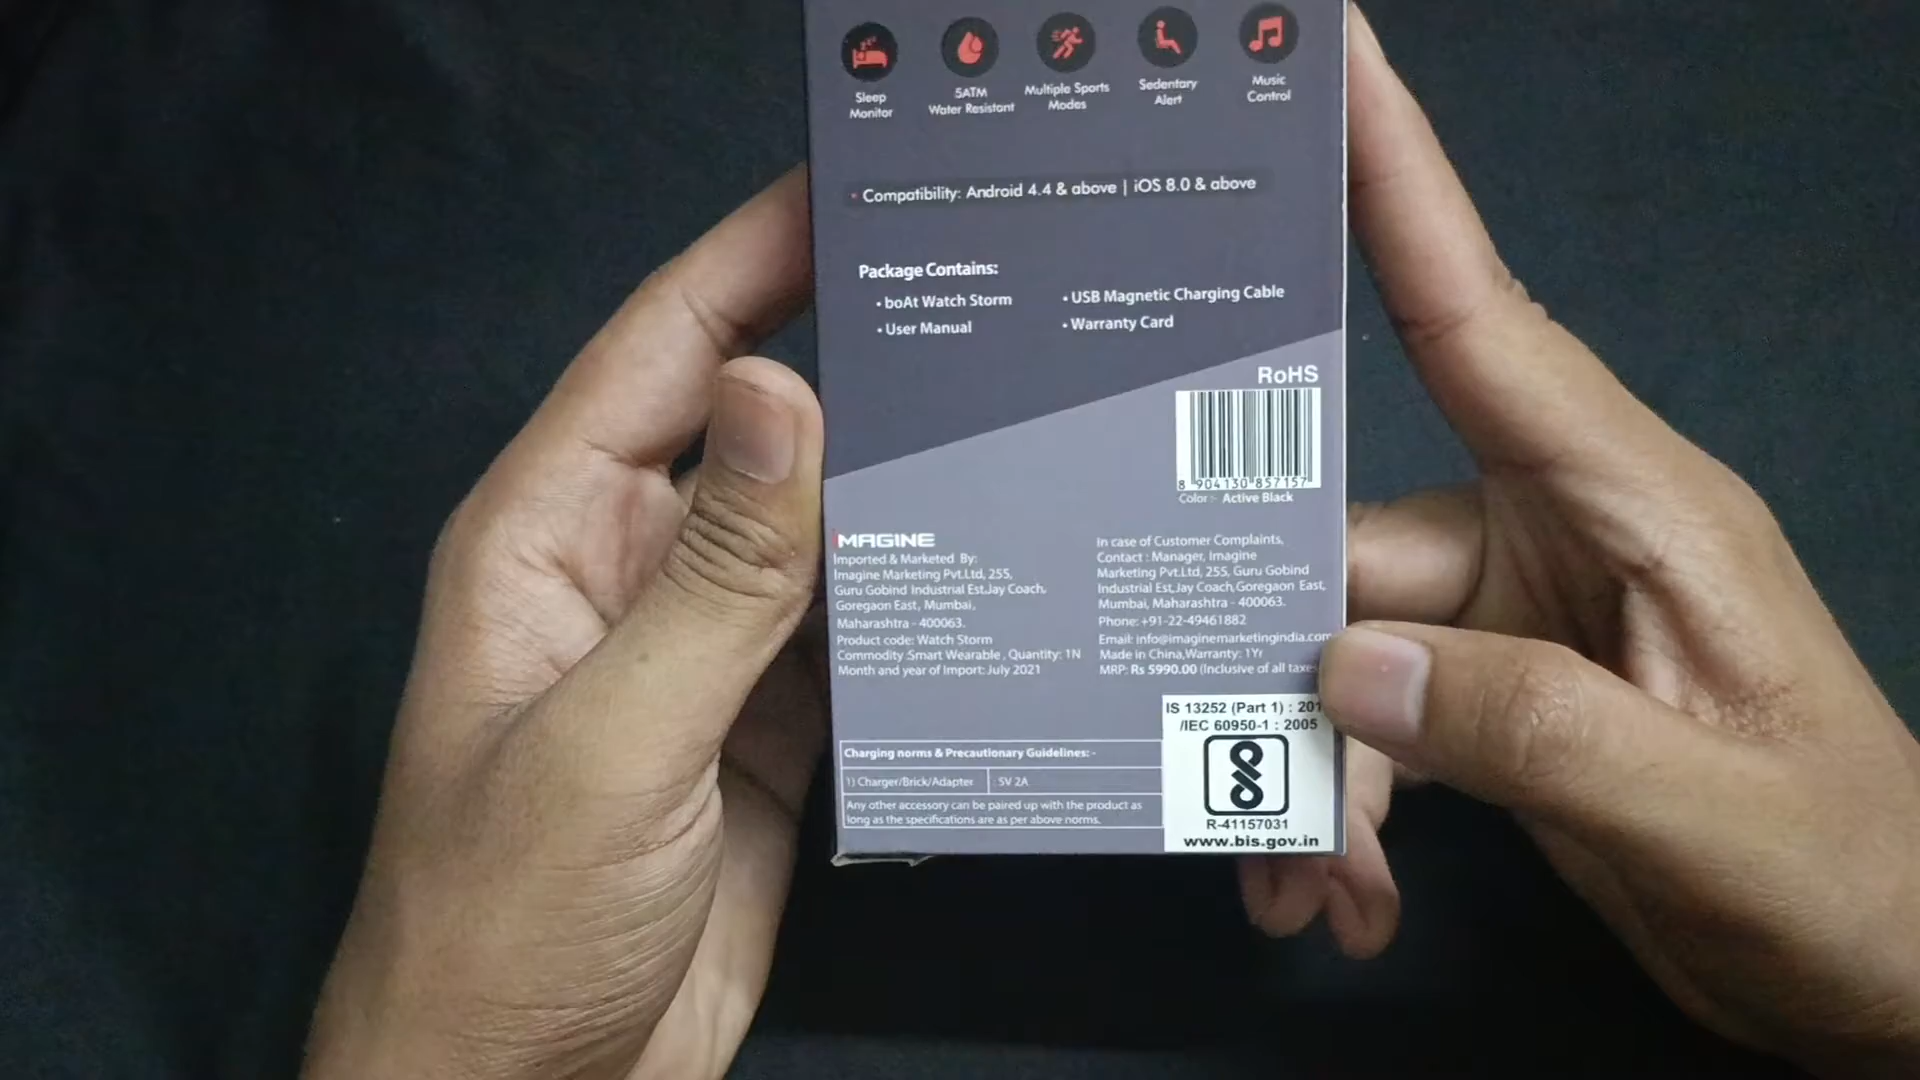 Sleep
Monitor
5ATM
Water Resistant
Multiple Sports
Modes
Sedentary
Alert
Music
Control
• Compatibility: Android 4.4 & above | iOS 8.0 & above
Package Contains:
• boAt Watch Storm
• USB Magnetic Charging Cable
• User Manual
• Warranty Card
RoHS
8 904130 857157
Color :- Active Black
IMAGINE
Imported & Marketed By:
Imagine Marketing Pvt.Ltd, 255,
Guru Gobind Industrial Est,Jay Coach,
Goregaon East, Mumbai,
Maharashtra - 400063.
Product code: Watch Storm
Commodity :Smart Wearable , Quantity: 1N
Month and year of Import: July 2021
In case of Customer Complaints,
Contact : Manager, Imagine
Marketing Pvt.Ltd, 255, Guru Gobind
Industrial Est,Jay Coach,Goregaon East,
Mumbai, Maharashtra - 400063.
Phone: +91-22-49461882
Email: info@imaginemarketingindia.com
Made in China,Warranty: 1Yr
MRP: Rs 5990.00 (Inclusive of all taxes
IS 13252 (Part 1) : 201
/IEC 60950-1 : 2005
R-41157031
www.bis.gov.in
Charging norms & Precautionary Guidelines: -
1) Charger/Brick/Adapter
5V 2A
Any other accessory can be paired up with the product as
long as the specifications are as per above norms.